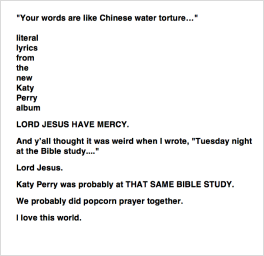 "Your words are like Chinese water torture…"
literal
lyrics
from
the
new
Katy
Perry
album
LORD JESUS HAVE MERCY.
And y'all thought it was weird when I wrote, "Tuesday night
at the Bible study...."
Lord Jesus.
Katy Perry was probably at THAT SAME BIBLE STUDY.
We probably did popcorn prayer together.
I love this world.